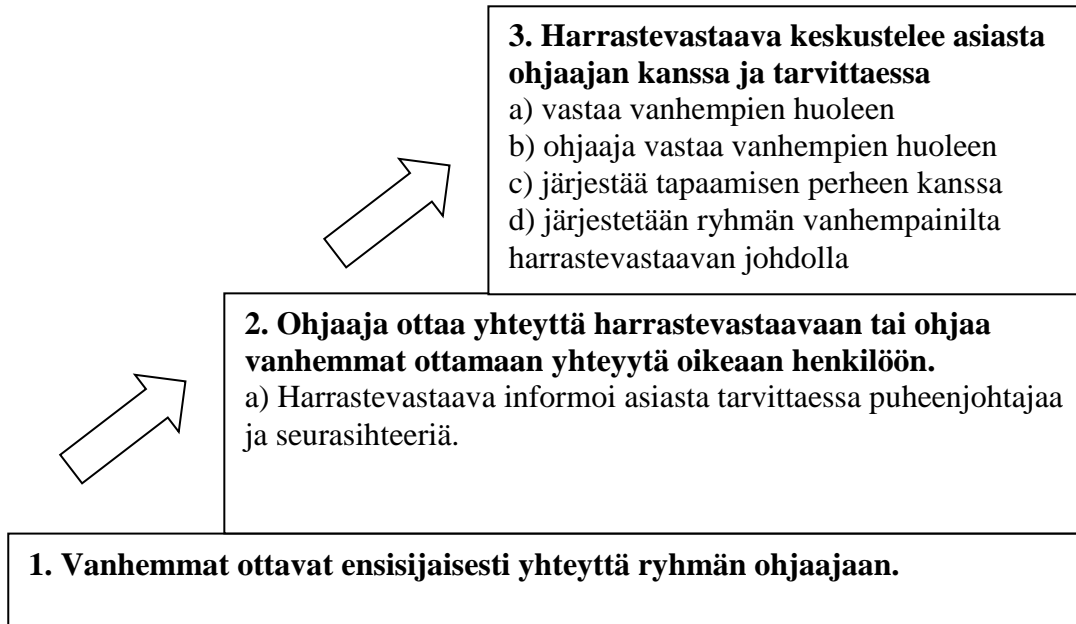 3. Harrastevastaava keskustelee asiasta
ohjaajan kanssa ja tarvittaessa
a) vastaa vanhempien huoleen
b) ohjaaja vastaa vanhempien huoleen
c) järjestää tapaamisen perheen kanssa
d) järjestetään ryhmän vanhempainilta
harrastevastaavan johdolla
2. Ohjaaja ottaa yhteyttä harrastevastaavaan tai ohjaa
vanhemmat ottamaan yhteyytä oikeaan henkilöön.
a) Harrastevastaava informoi asiasta tarvittaessa puheenjohtajaa
ja seurasihteeriä.
1. Vanhemmat ottavat ensisijaisesti yhteyttä ryhmän ohjaajaan.